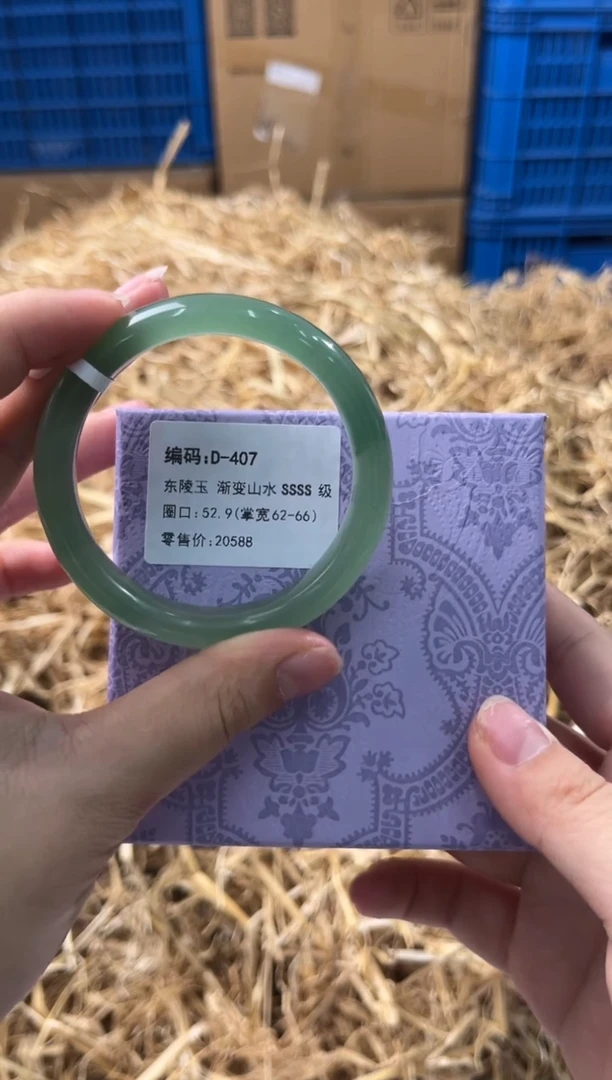 编码:D-407
东陵玉 渐变山水 SSSS 级
圈口:52.9(掌宽62-66)
零售价:20588